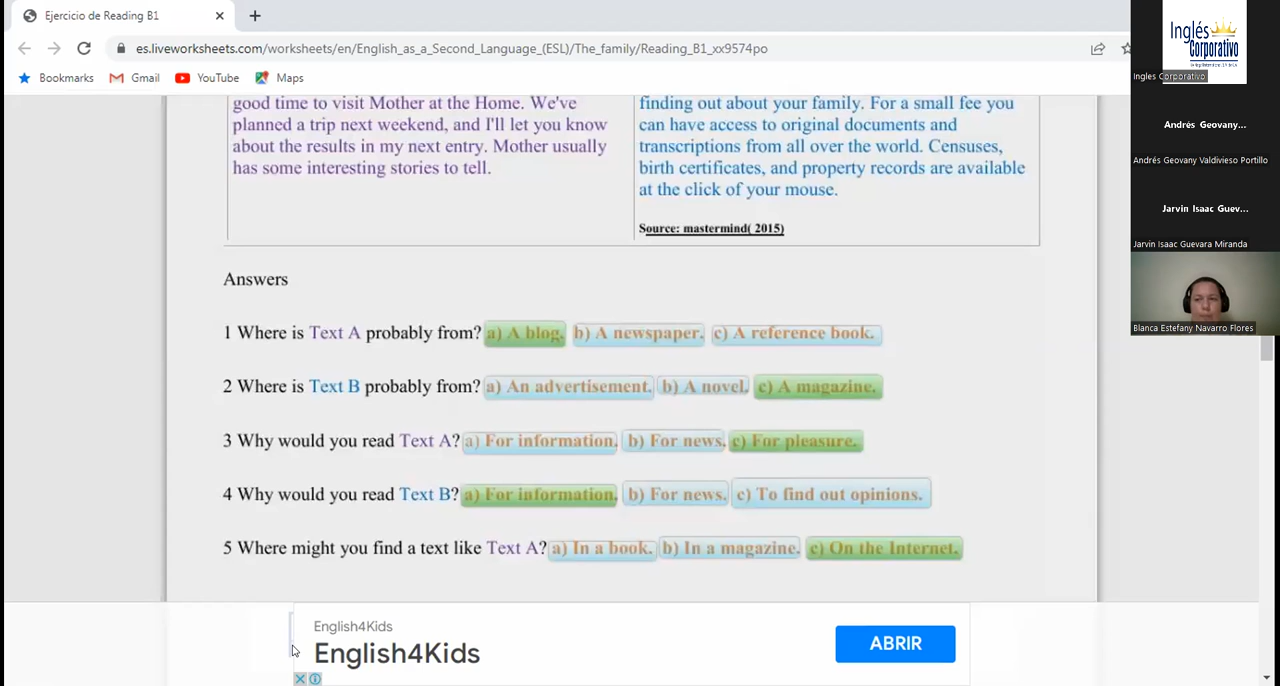 Ejercicio de Reading B1
es.liveworksheets.com/worksheets/en/English_as_a_Second_Language_(ESL)/The_family/Reading_B1_xx9574po
Bookmarks Gmail YouTube Maps
good time to visit Mother at the Home. We've
planned a trip next weekend, and I'll let you know
about the results in my next entry. Mother usually
has some interesting stories to tell.
finding out about your family. For a small fee you
can have access to original documents and
transcriptions from all over the world. Censuses,
birth certificates, and property records are available
at the click of your mouse.
Source: mastermind( 2015)
Answers
1 Where is Text A probably from? a) A blog. b) A newspaper. c) A reference book.
2 Where is Text B probably from? a) An advertisement. b) A novel. c) A magazine.
3 Why would you read Text A? a) For information. b) For news. c) For pleasure.
4 Why would you read Text B? a) For information. b) For news. c) To find out opinions.
5 Where might you find a text like Text A? a) In a book. b) In a magazine. c) On the Internet.
English4Kids
English4Kids
ABRIR
Inglés
Corporativo
Ingles Corporativo
Andrés Geovany...
Andrés Geovany Valdivieso Portillo
Jarvin Isaac Guev...
Jarvin Isaac Guevara Miranda
Blanca Estefany Navarro Flores